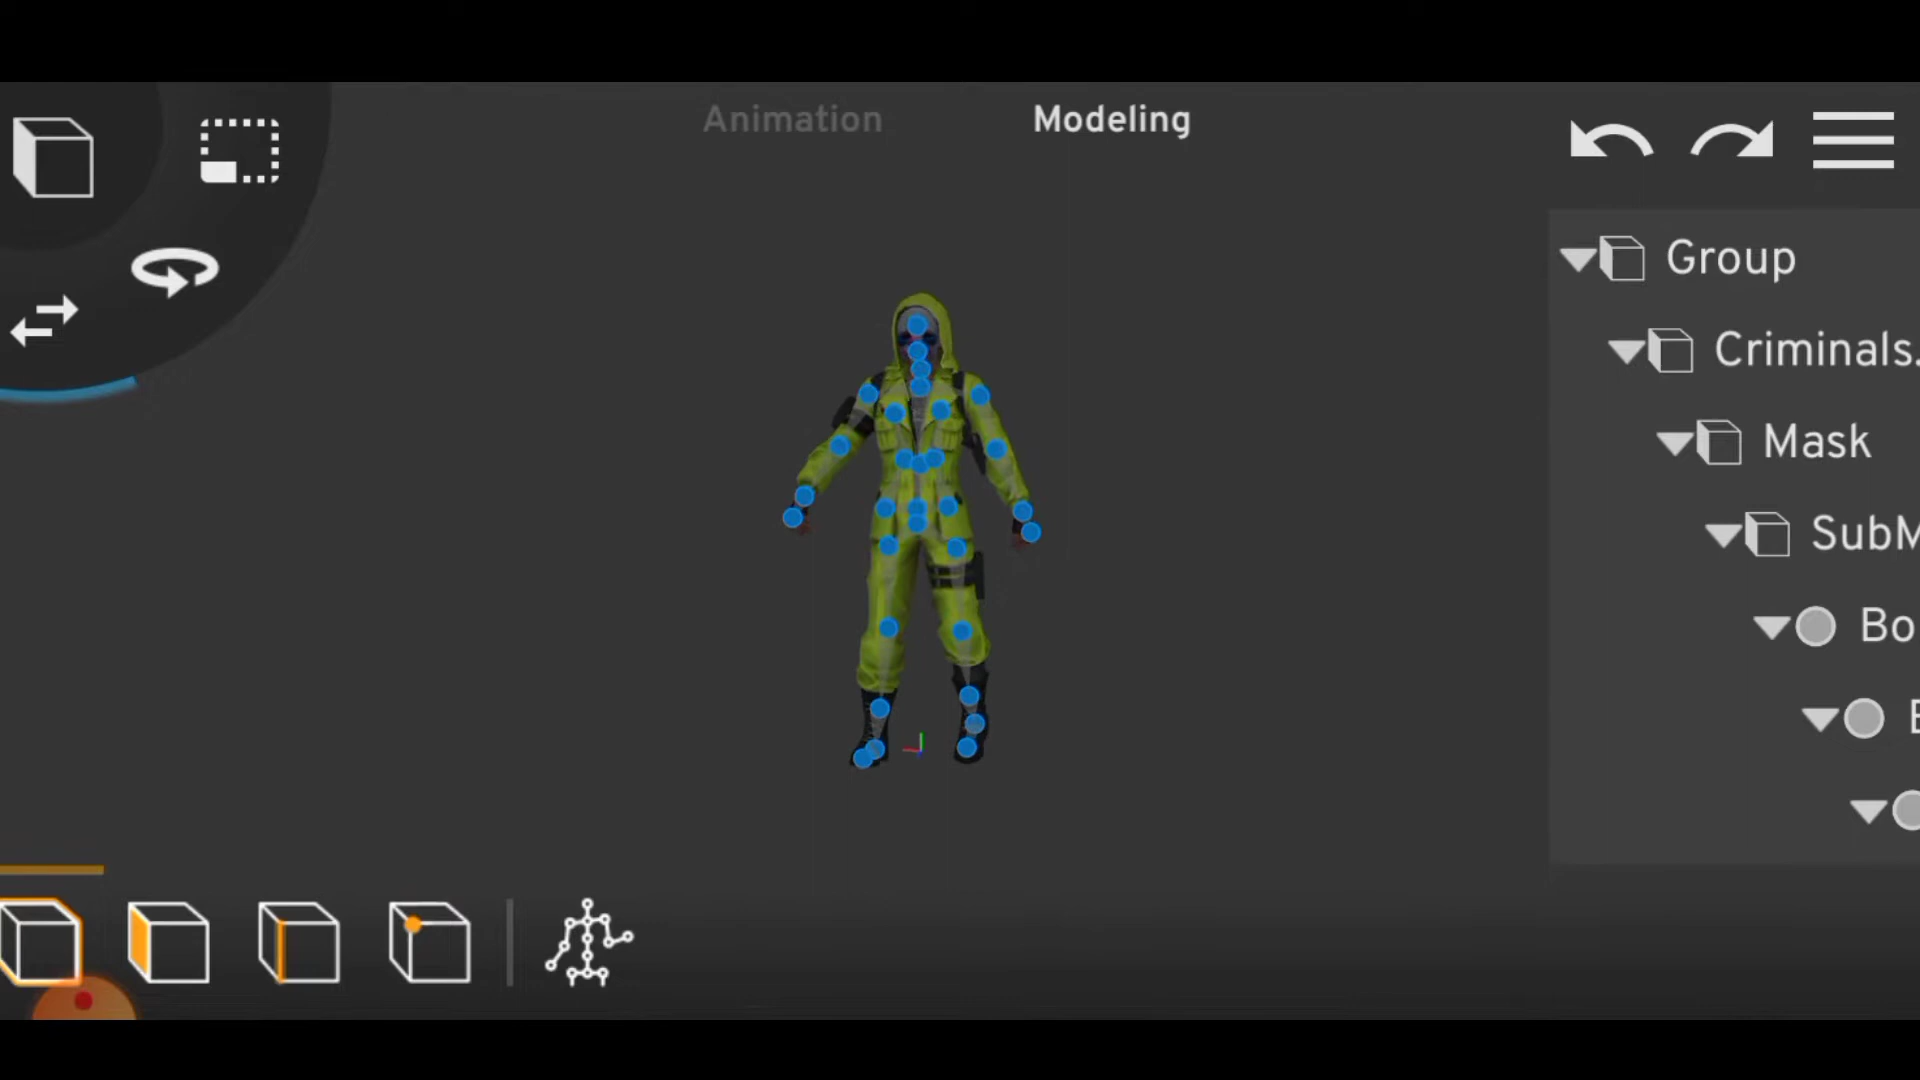 Animation
Modeling
Group
Criminals.
Mask
SubM
Bo